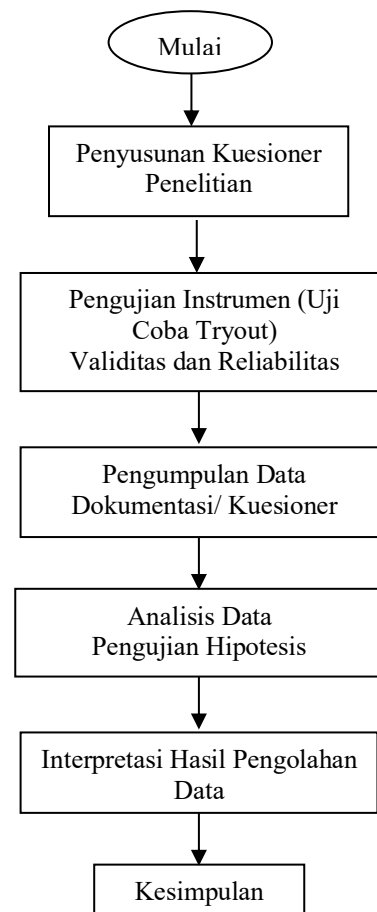 Mulai
Penyusunan Kuesioner
Penelitian
Pengujian Instrumen (Uji
Coba Tryout)
Validitas dan Reliabilitas
Pengumpulan Data
Dokumentasi/ Kuesioner
Analisis Data
Pengujian Hipotesis
Interpretasi Hasil Pengolahan
Data
Kesimpulan